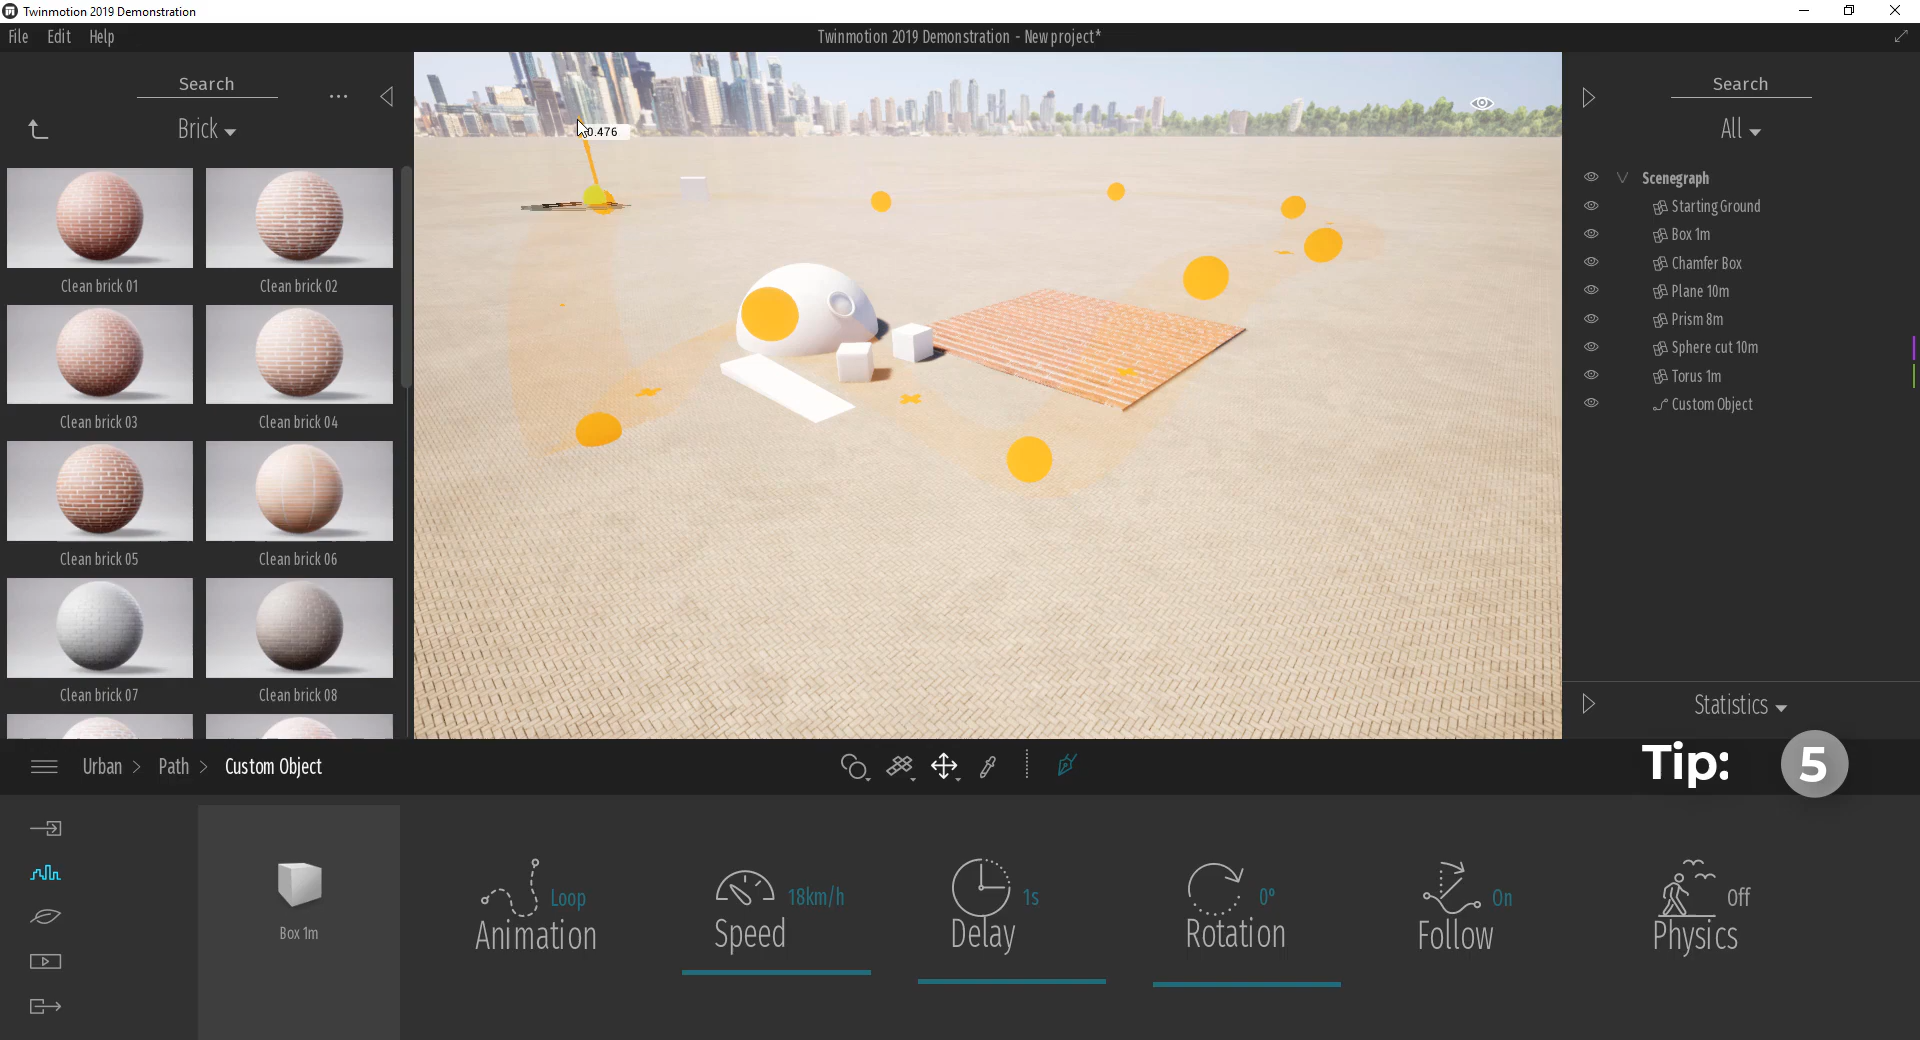 Twinmotion 2019 Demonstration
File Edit Help
Twinmotion 2019 Demonstration - New project*
Search
Brick
Clean brick 01
Clean brick 02
Clean brick 03
Clean brick 04
Clean brick 05
Clean brick 06
Clean brick 07
Clean brick 08
0.476
Search
All
Scenegraph
Starting Ground
Box 1m
Chamfer Box
Plane 10m
Prism 8m
Sphere cut 10m
Torus 1m
Custom Object
Statistics
Urban > Path > Custom Object
Tip: 5
Box 1m
Loop
Animation
18km/h
Speed
1s
Delay
0°
Rotation
On
Follow
Off
Physics